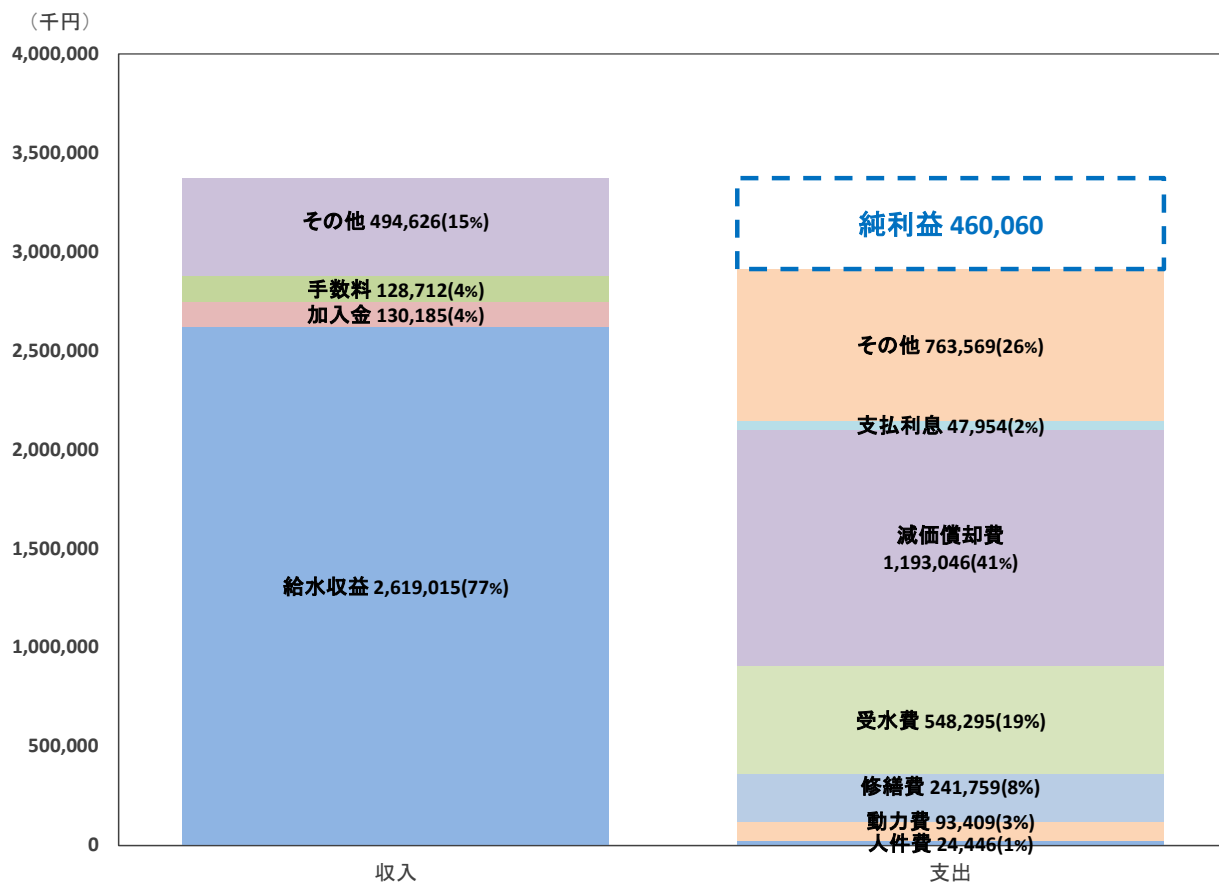 （千円）
4,000,000
3,500,000
3,000,000
2,500,000
2,000,000
1,500,000
1,000,000
500,000
0
その他 494,626(15%)
手数料 128,712(4%)
加入金 130,185(4%)
給水収益 2,619,015(77%)
純利益 460,060
その他 763,569(26%)
支払利息 47,954(2%)
減価償却費
1,193,046(41%)
受水費 548,295(19%)
修繕費 241,759(8%)
動力費 93,409(3%)
人件費 24,446(1%)
収入
支出